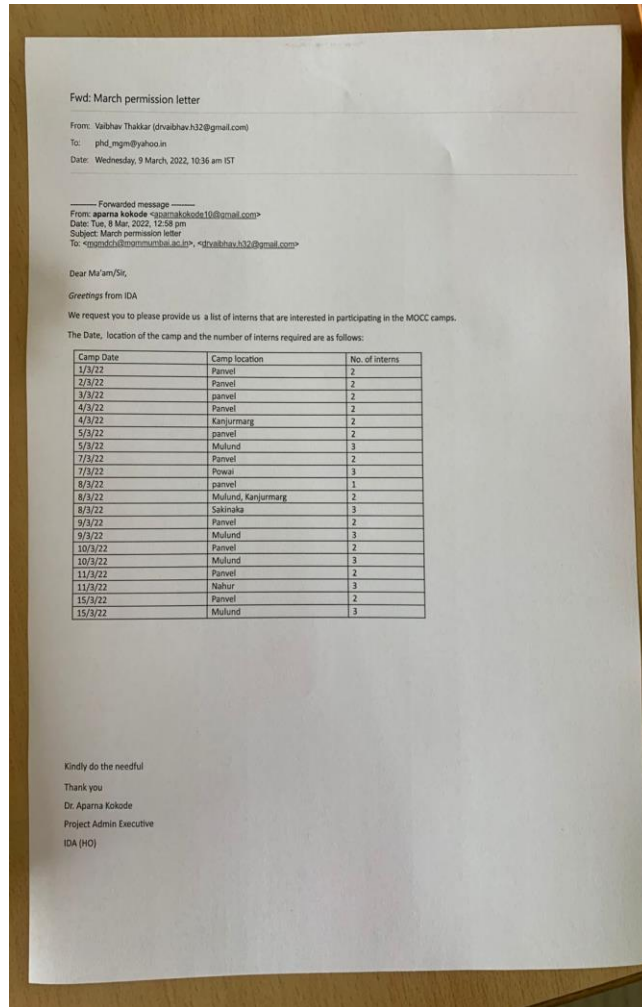 Fwd: March permission letter
From: Vaibhav Thakkar (drvaibhav.h32@gmail.com)
To: phd_mgm@yahoo.in
Date: Wednesday, 9 March, 2022, 10:36 am IST
---------- Forwarded message ---------
From: aparna kokode <aparnakokode10@gmail.com>
Date: Tue, 8 Mar, 2022, 12:58 pm
Subject: March permission letter
To: <mgmdch@mgmmumbai.ac.in>, <drvaibhav.h32@gmail.com>
Dear Ma'am/Sir,
Greetings from IDA
We request you to please provide us a list of interns that are interested in participating in the MOCC camps.
The Date, location of the camp and the number of interns required are as follows:
Camp Date Camp location No. of interns
1/3/22 Panvel 2
2/3/22 Panvel 2
3/3/22 panvel 2
4/3/22 Panvel 2
4/3/22 Kanjurmarg 2
5/3/22 panvel 2
5/3/22 Mulund 3
7/3/22 Panvel 2
7/3/22 Powai 3
8/3/22 panvel 1
8/3/22 Mulund, Kanjurmarg 2
8/3/22 Sakinaka 3
9/3/22 Panvel 2
9/3/22 Mulund 3
10/3/22 Panvel 2
10/3/22 Mulund 3
11/3/22 Panvel 2
11/3/22 Nahur 3
15/3/22 Panvel 2
15/3/22 Mulund 3
Kindly do the needful
Thank you
Dr. Aparna Kokode
Project Admin Executive
IDA (HO)